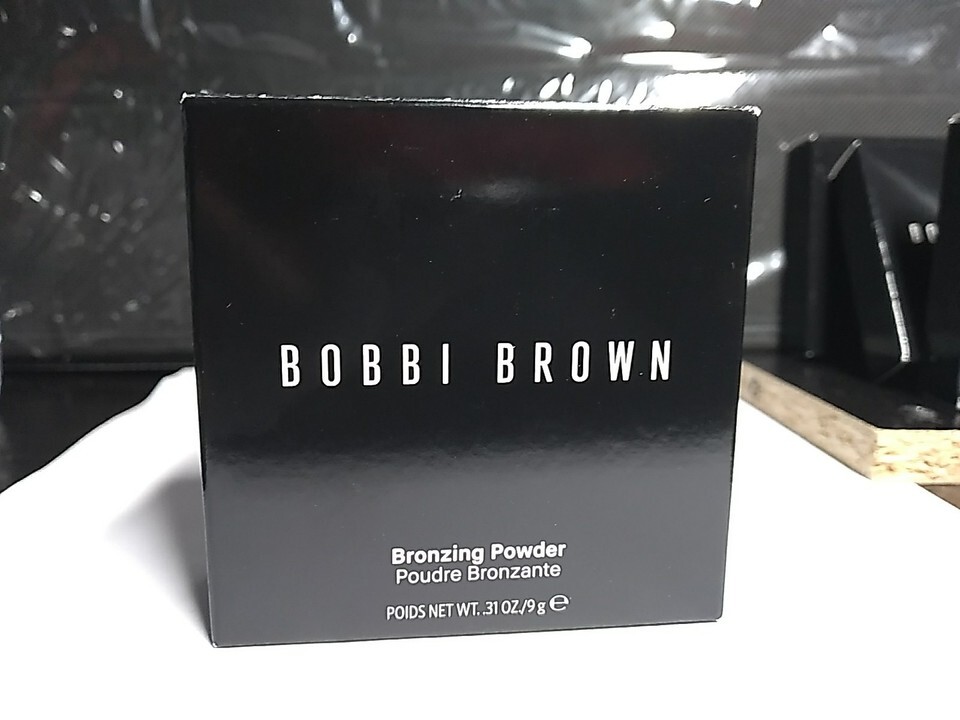 BOBBI BROWN
Bronzing Powder
Poudre Bronzante
POIDS NET WT. .31 OZ./9 g ℮